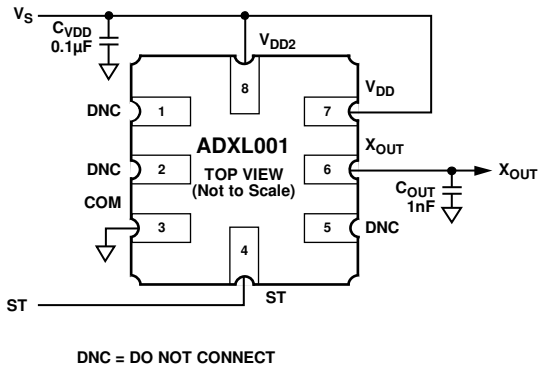 VS
CVDD
0.1µF
VDD2
8
VDD
DNC
1
7
ADXL001
XOUT
DNC
2
TOP VIEW
(Not to Scale)
6
XOUT
COM
COUT
1nF
3
5
DNC
4
ST
ST
DNC = DO NOT CONNECT